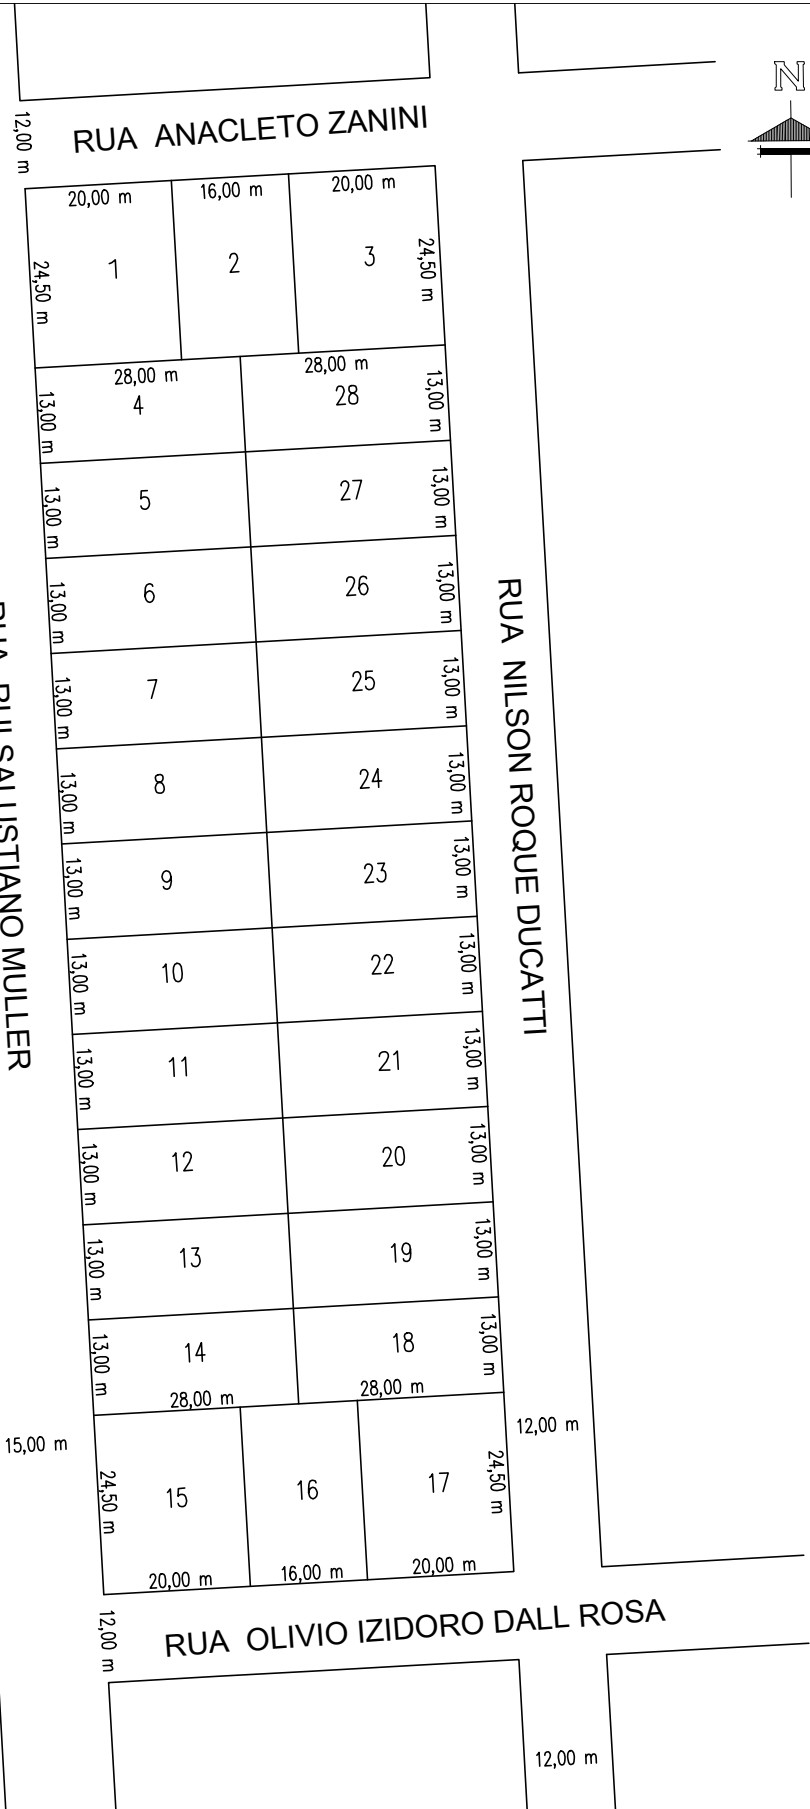 N
12,00 m
RUA ANACLETO ZANINI
20,00 m
16,00 m
20,00 m
24,50 m
1
2
3
24,50 m
28,00 m
28,00 m
13,00 m
4
28
13,00 m
13,00 m
5
27
13,00 m
13,00 m
6
26
13,00 m
13,00 m
7
25
13,00 m
13,00 m
8
24
13,00 m
13,00 m
9
23
13,00 m
13,00 m
10
22
13,00 m
13,00 m
11
21
13,00 m
13,00 m
12
20
13,00 m
13,00 m
13
19
13,00 m
13,00 m
14
18
13,00 m
28,00 m
28,00 m
MULLER
RUA NILSON ROQUE DUCATTI
15,00 m
12,00 m
24,50 m
15
16
17
24,50 m
20,00 m
16,00 m
20,00 m
12,00 m
RUA OLIVIO IZIDORO DALL ROSA
12,00 m